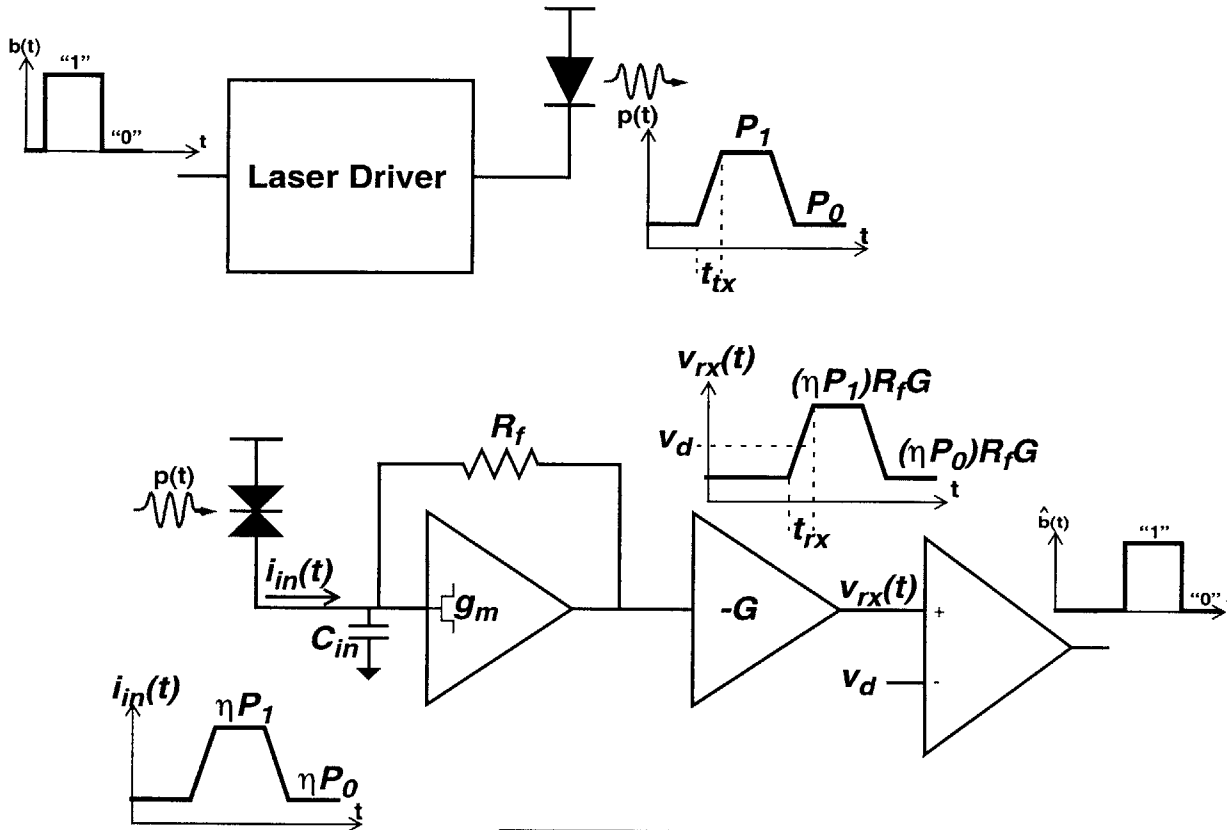 b(t)
"1"
"0"
t
Laser Driver
p(t)
P1
P0
t
ttx
vrx(t)
(ηP1)RfG
vd
(ηP0)RfG
t
trx
Rf
p(t)
iin(t)
gm
Cin
-G
vrx(t)
+
vd
-
b̂(t)
"1"
"0"
iin(t)
ηP1
ηP0
t